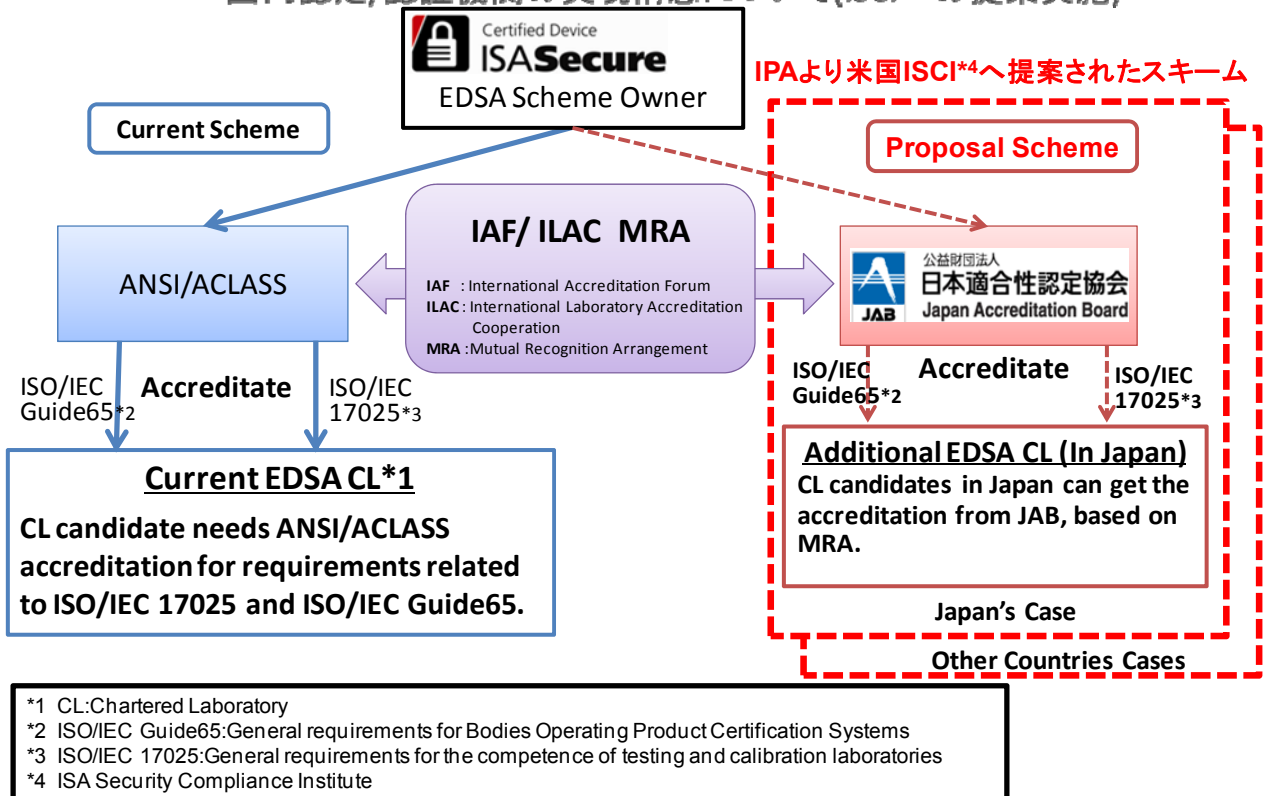 Certified Device
ISASecure
EDSA Scheme Owner
IPAより米国ISCI*4へ提案されたスキーム
Current Scheme
Proposal Scheme
ANSI/ACLASS
IAF/ ILAC MRA
IAF : International Accreditation Forum
ILAC : International Laboratory Accreditation
Cooperation
MRA :Mutual Recognition Arrangement
公益財団法人
日本適合性認定協会
JAB Japan Accreditation Board
ISO/IEC
Guide65*2
Accreditate
ISO/IEC
17025*3
ISO/IEC
Guide65*2
Accreditate
ISO/IEC
17025*3
Current EDSA CL*1
CL candidate needs ANSI/ACLASS
accreditation for requirements related
to ISO/IEC 17025 and ISO/IEC Guide65.
Additional EDSA CL (In Japan)
CL candidates in Japan can get the
accreditation from JAB, based on
MRA.
Japan's Case
Other Countries Cases
*1 CL:Chartered Laboratory
*2 ISO/IEC Guide65:General requirements for Bodies Operating Product Certification Systems
*3 ISO/IEC 17025:General requirements for the competence of testing and calibration laboratories
*4 ISA Security Compliance Institute